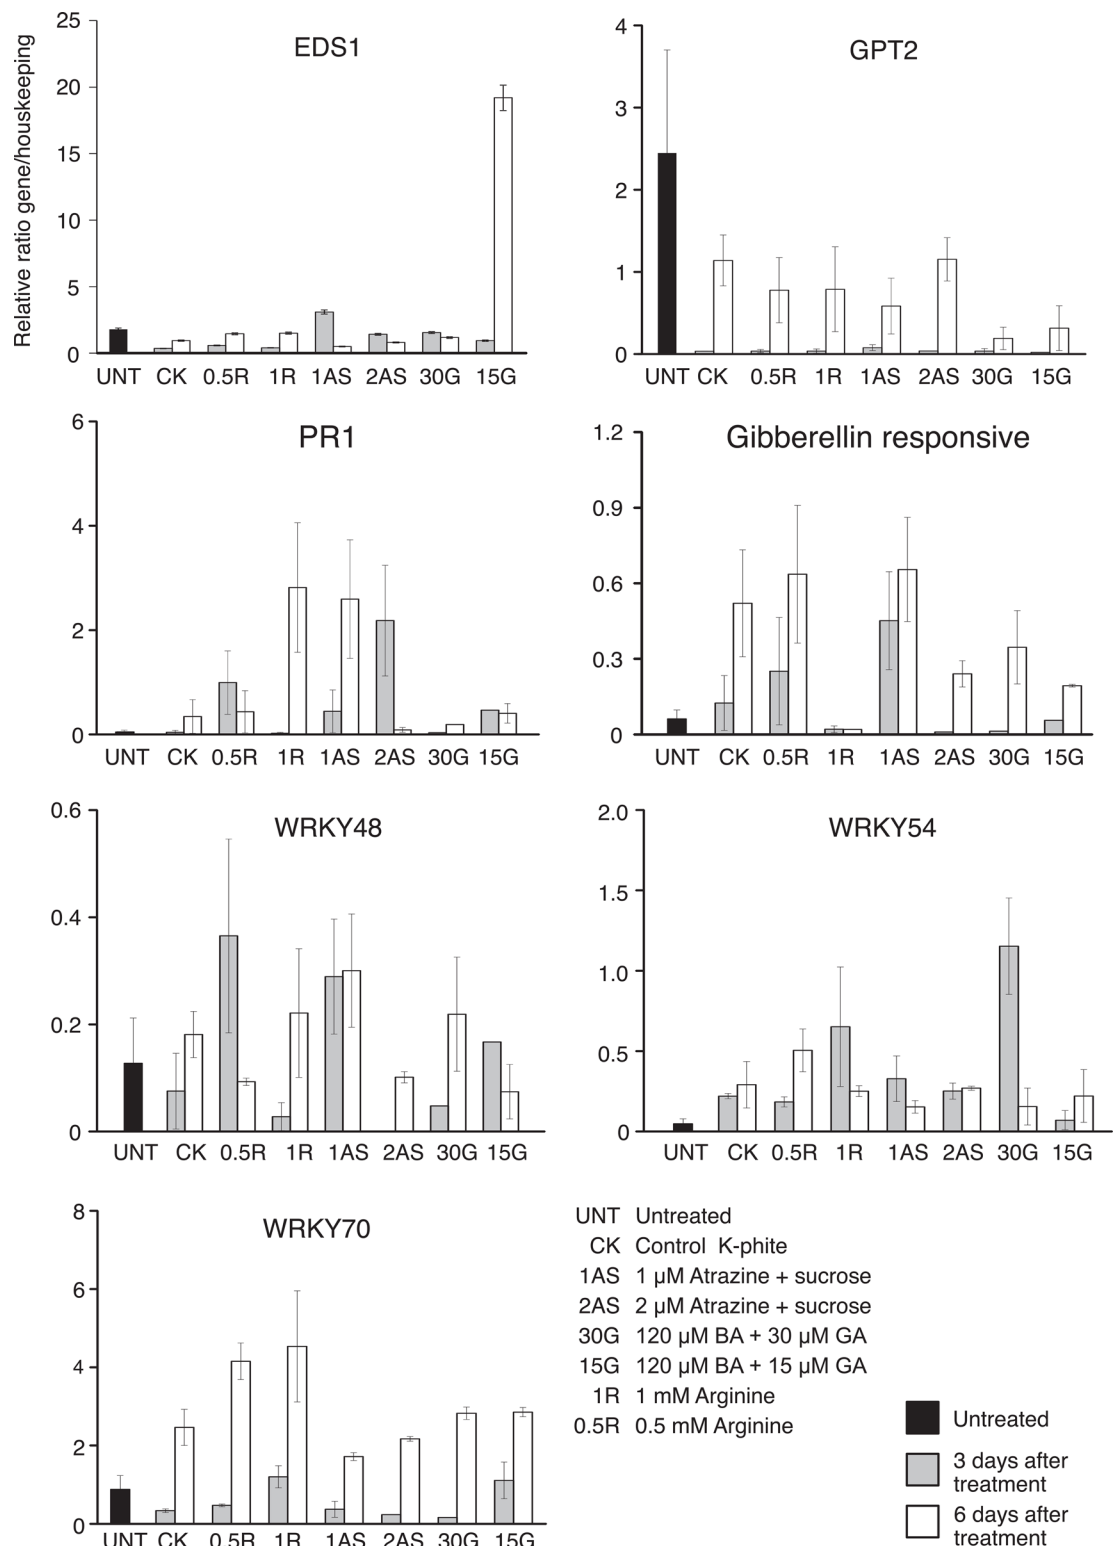 Relative ratio gene/houskeeping
EDS1
25
20
15
10
5
0
UNT CK 0.5R 1R 1AS 2AS 30G 15G
GPT2
4
3
2
1
0
UNT CK 0.5R 1R 1AS 2AS 30G 15G
PR1
6
4
2
0
UNT CK 0.5R 1R 1AS 2AS 30G 15G
Gibberellin responsive
1.2
0.9
0.6
0.3
0
UNT CK 0.5R 1R 1AS 2AS 30G 15G
WRKY48
0.6
0.4
0.2
0
UNT CK 0.5R 1R 1AS 2AS 30G 15G
WRKY54
2.0
1.5
1.0
0.5
0
UNT CK 0.5R 1R 1AS 2AS 30G 15G
WRKY70
8
6
4
2
0
UNT CK 0.5R 1R 1AS 2AS 30G 15G
UNT Untreated
CK Control K-phite
1AS 1 µM Atrazine + sucrose
2AS 2 µM Atrazine + sucrose
30G 120 µM BA + 30 µM GA
15G 120 µM BA + 15 µM GA
1R 1 mM Arginine
0.5R 0.5 mM Arginine
Untreated
3 days after
treatment
6 days after
treatment